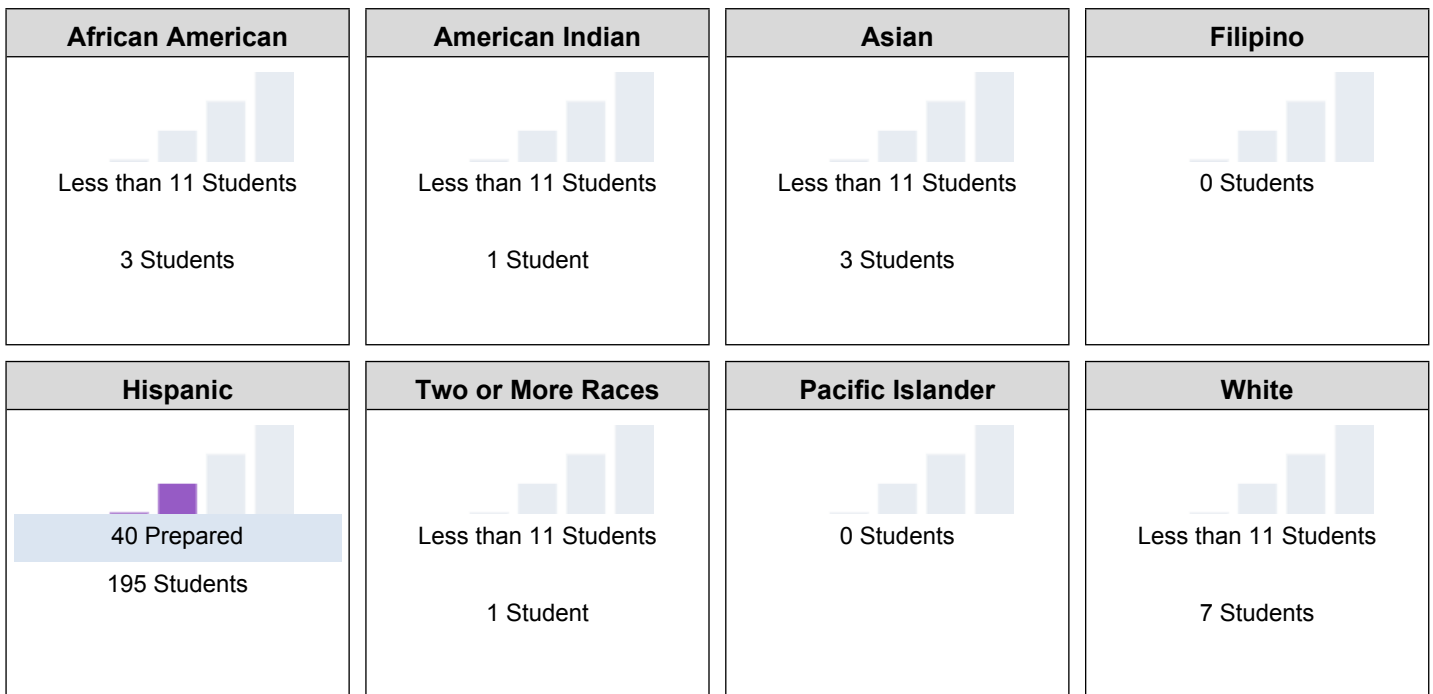 African American
American Indian
Asian
Filipino
Less than 11 Students
Less than 11 Students
Less than 11 Students
0 Students
3 Students
1 Student
3 Students
Hispanic
Two or More Races
Pacific Islander
White
40 Prepared
Less than 11 Students
0 Students
Less than 11 Students
195 Students
1 Student
7 Students